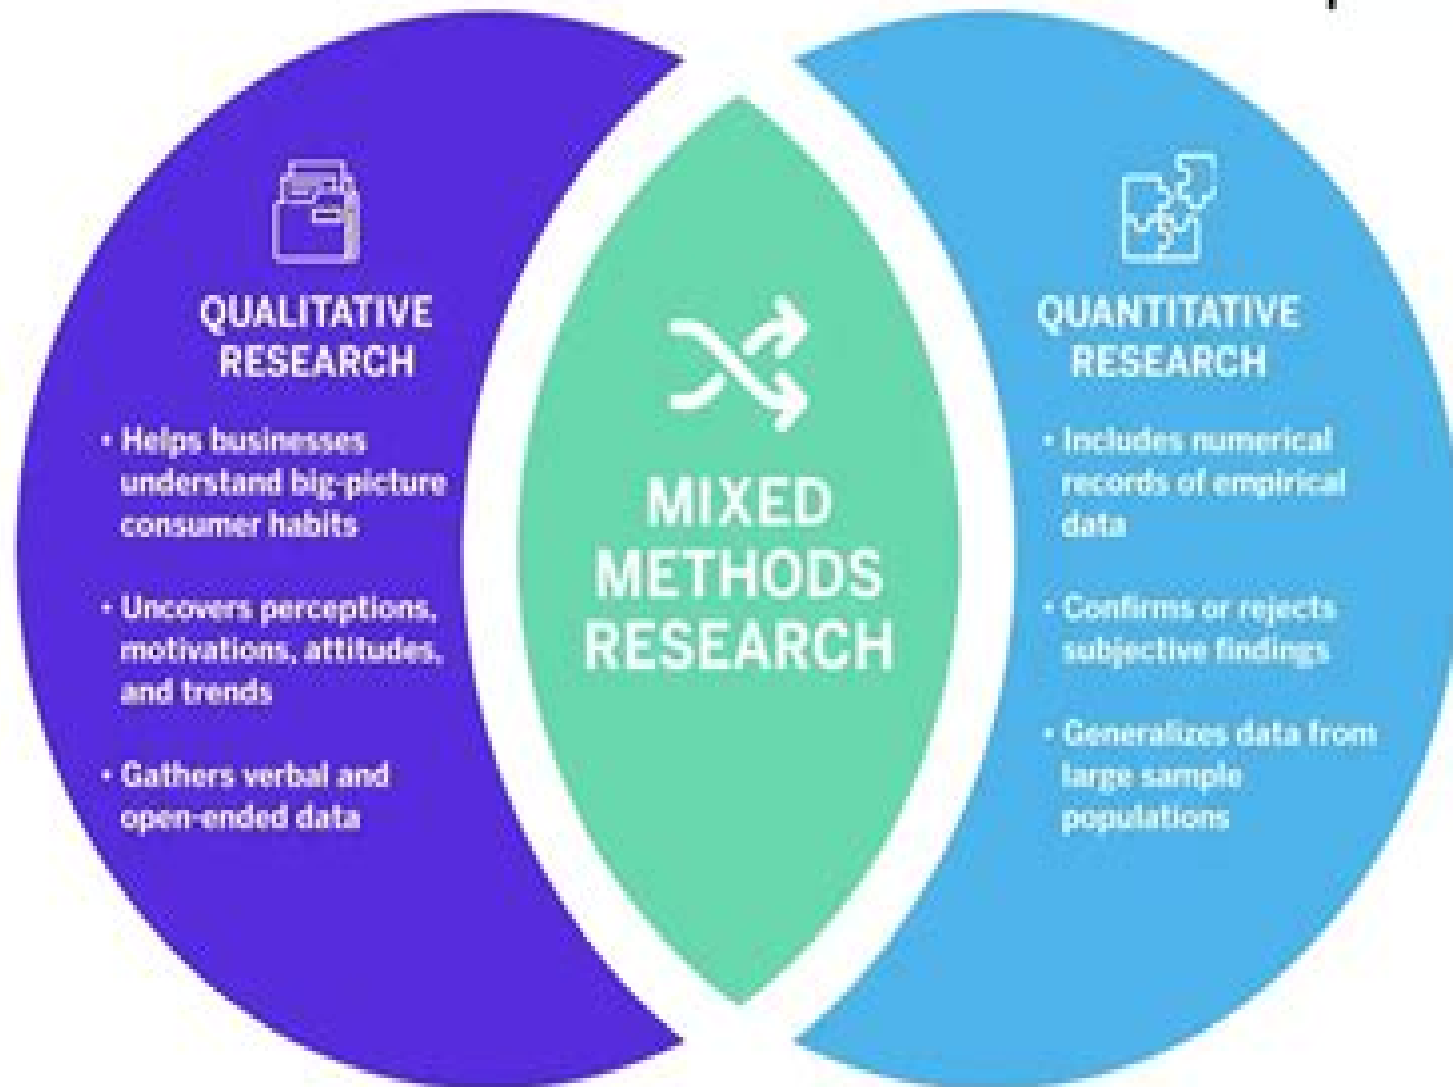 QUALITATIVE
RESEARCH
• Helps businesses
understand big-picture
consumer habits
• Uncovers perceptions,
motivations, attitudes,
and trends
• Gathers verbal and
open-ended data
MIXED
METHODS
RESEARCH
QUANTITATIVE
RESEARCH
• Includes numerical
records of empirical
data
• Confirms or rejects
subjective findings
• Generalizes data from
large sample
populations